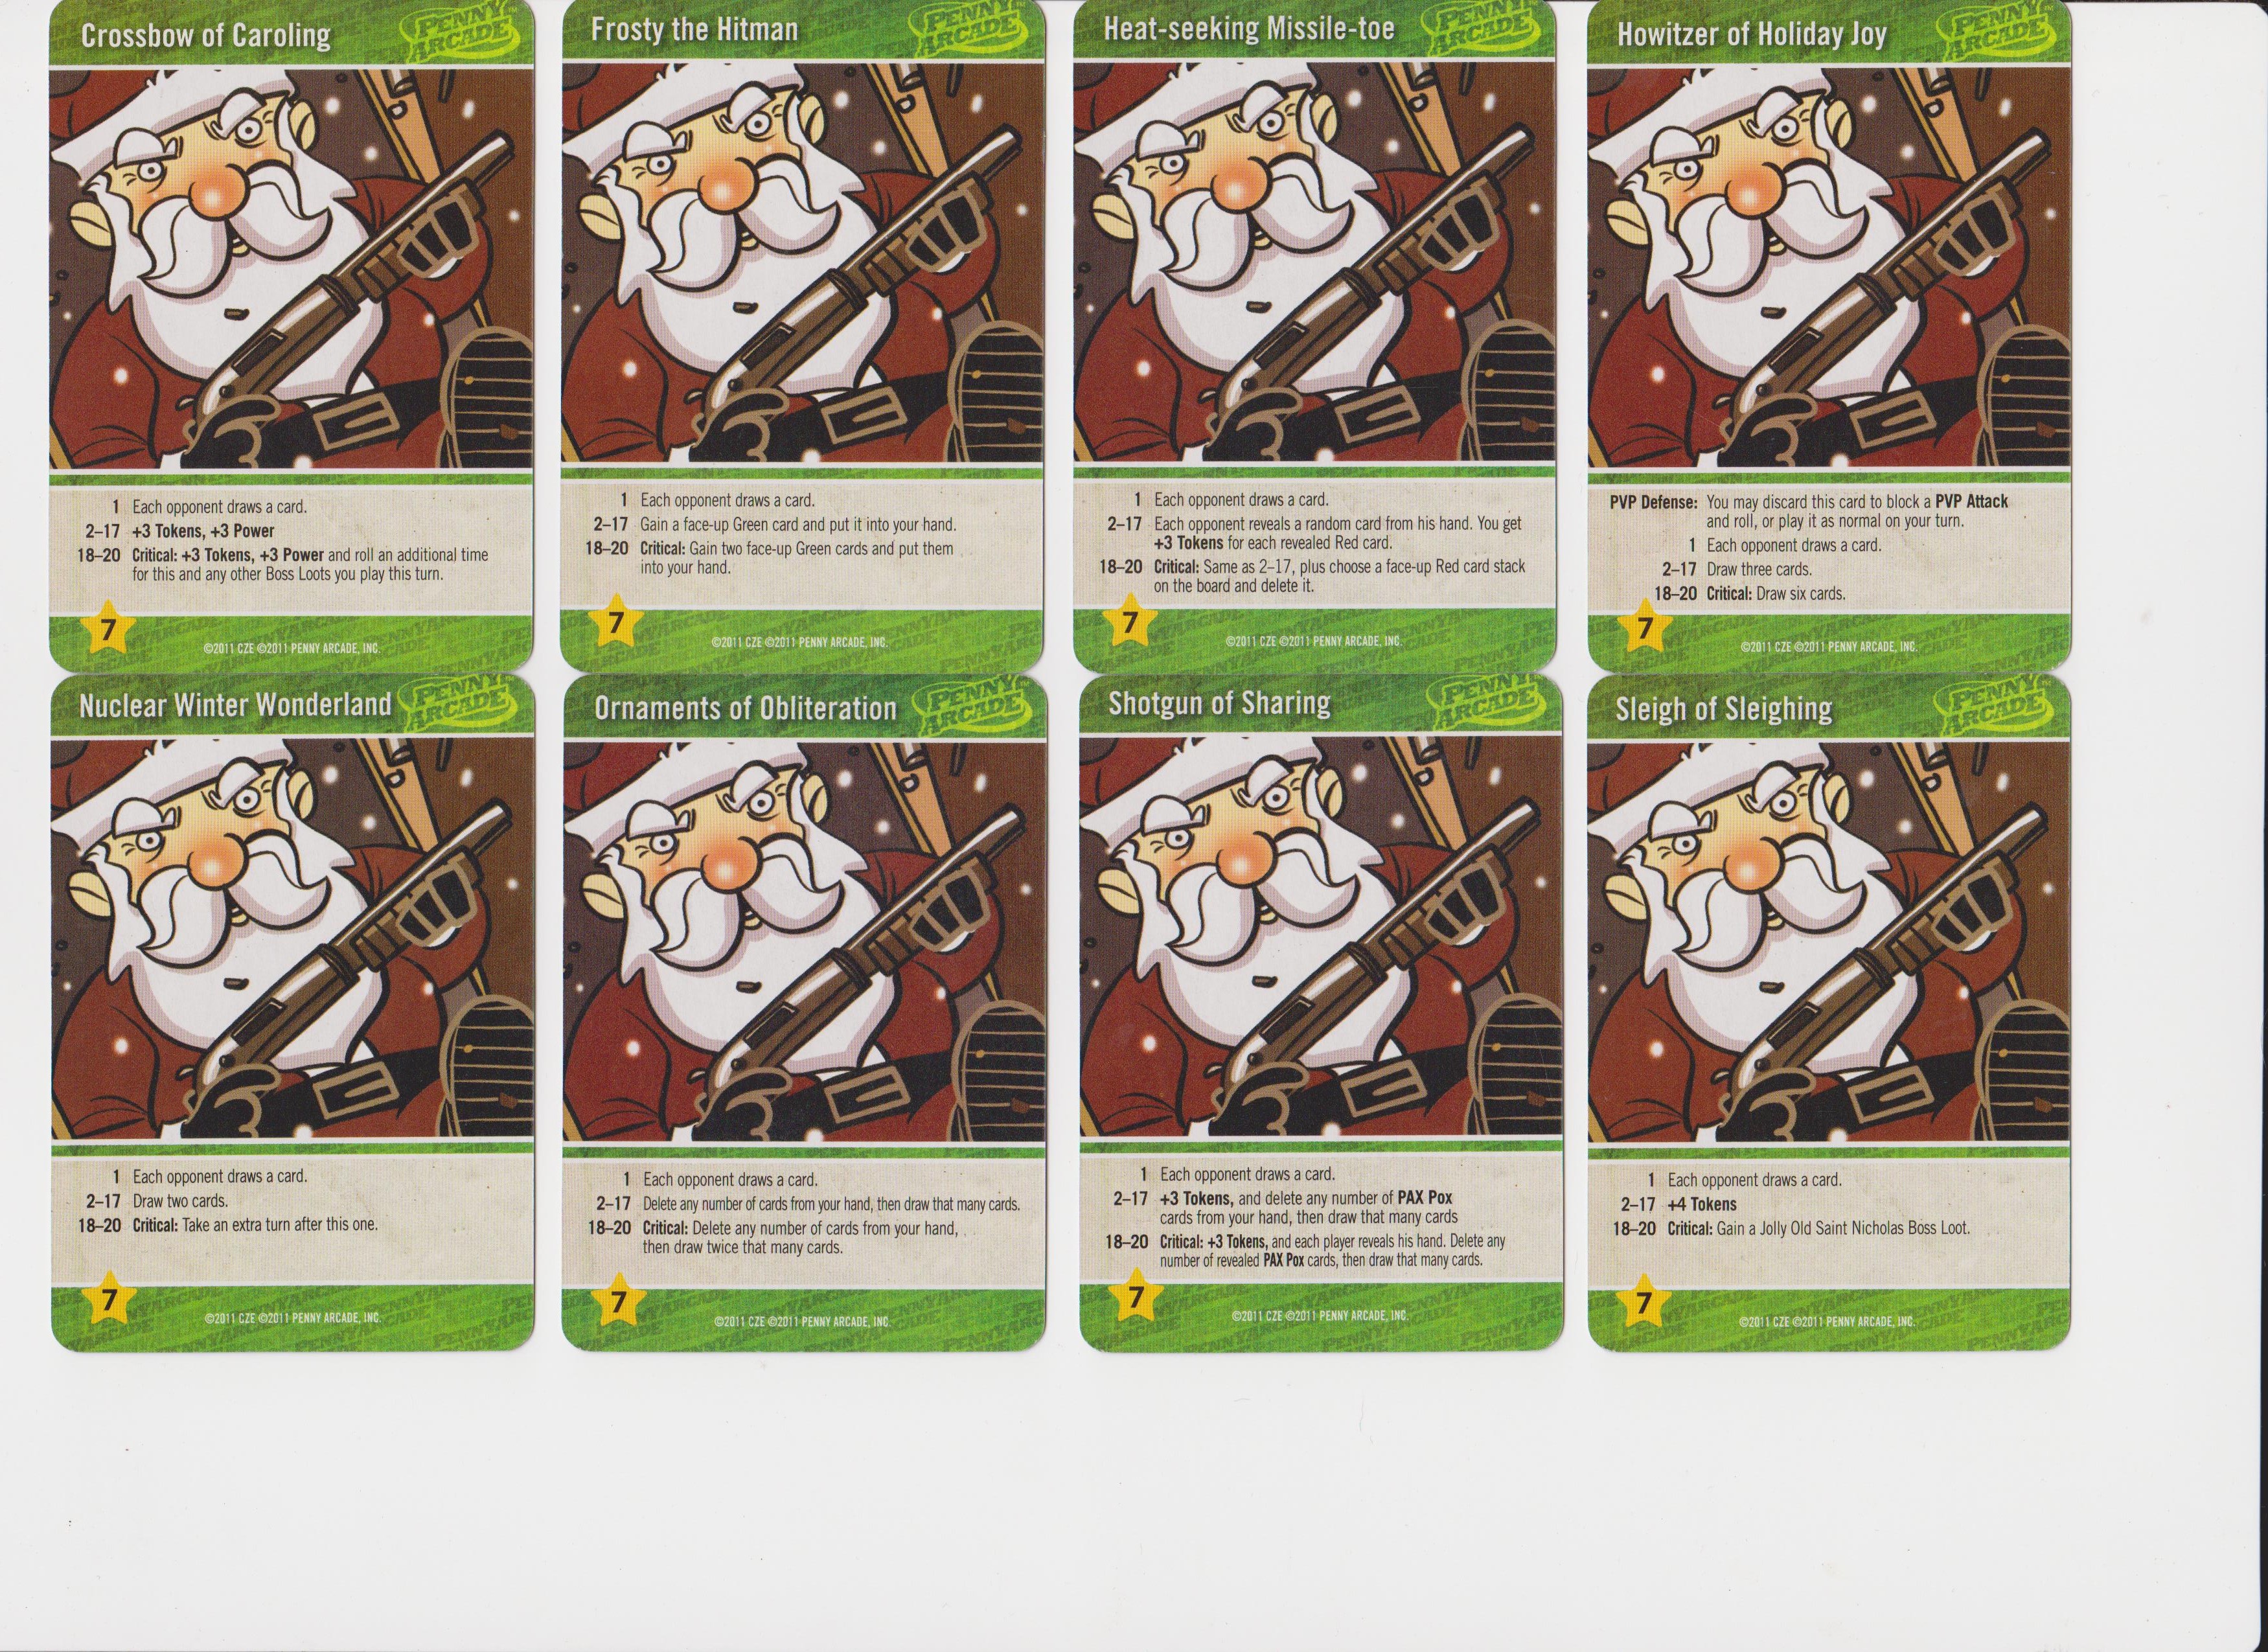 Crossbow of Caroling
PENNY
ARCADE
1 Each opponent draws a card.
2–17 +3 Tokens, +3 Power
18–20 Critical: +3 Tokens, +3 Power and roll an additional time
for this and any other Boss Loots you play this turn.
7
©2011 CZE ©2011 PENNY ARCADE, INC.
Frosty the Hitman
PENNY
ARCADE
1 Each opponent draws a card.
2–17 Gain a face-up Green card and put it into your hand.
18–20 Critical: Gain two face-up Green cards and put them
into your hand.
7
©2011 CZE ©2011 PENNY ARCADE, INC.
Heat-seeking Missile-toe
PENNY
ARCADE
1 Each opponent draws a card.
2–17 Each opponent reveals a random card from his hand. You get
+3 Tokens for each revealed Red card.
18–20 Critical: Same as 2–17, plus choose a face-up Red card stack
on the board and delete it.
7
©2011 CZE ©2011 PENNY ARCADE, INC.
Howitzer of Holiday Joy
PENNY
ARCADE
PVP Defense: You may discard this card to block a PVP Attack
and roll, or play it as normal on your turn.
1 Each opponent draws a card.
2–17 Draw three cards.
18–20 Critical: Draw six cards.
7
©2011 CZE ©2011 PENNY ARCADE, INC.
Nuclear Winter Wonderland
PENNY
ARCADE
1 Each opponent draws a card.
2–17 Draw two cards.
18–20 Critical: Take an extra turn after this one.
7
©2011 CZE ©2011 PENNY ARCADE, INC.
Ornaments of Obliteration
PENNY
ARCADE
1 Each opponent draws a card.
2–17 Delete any number of cards from your hand, then draw that many cards.
18–20 Critical: Delete any number of cards from your hand,
then draw twice that many cards.
7
©2011 CZE ©2011 PENNY ARCADE, INC.
Shotgun of Sharing
PENNY
ARCADE
1 Each opponent draws a card.
2–17 +3 Tokens, and delete any number of PAX Pox
cards from your hand, then draw that many cards
18–20 Critical: +3 Tokens, and each player reveals his hand. Delete any
number of revealed PAX Pox cards, then draw that many cards.
7
©2011 CZE ©2011 PENNY ARCADE, INC.
Sleigh of Sleighing
PENNY
ARCADE
1 Each opponent draws a card.
2–17 +4 Tokens
18–20 Critical: Gain a Jolly Old Saint Nicholas Boss Loot.
7
©2011 CZE ©2011 PENNY ARCADE, INC.